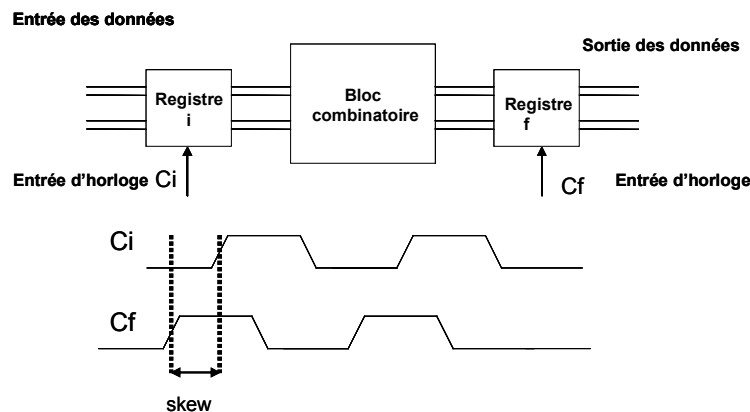 Entrée des données
Sortie des données
Registre
i
Bloc
combinatoire
Registre
f
Entrée d'horloge Ci
Cf Entrée d'horloge
Ci
Cf
skew